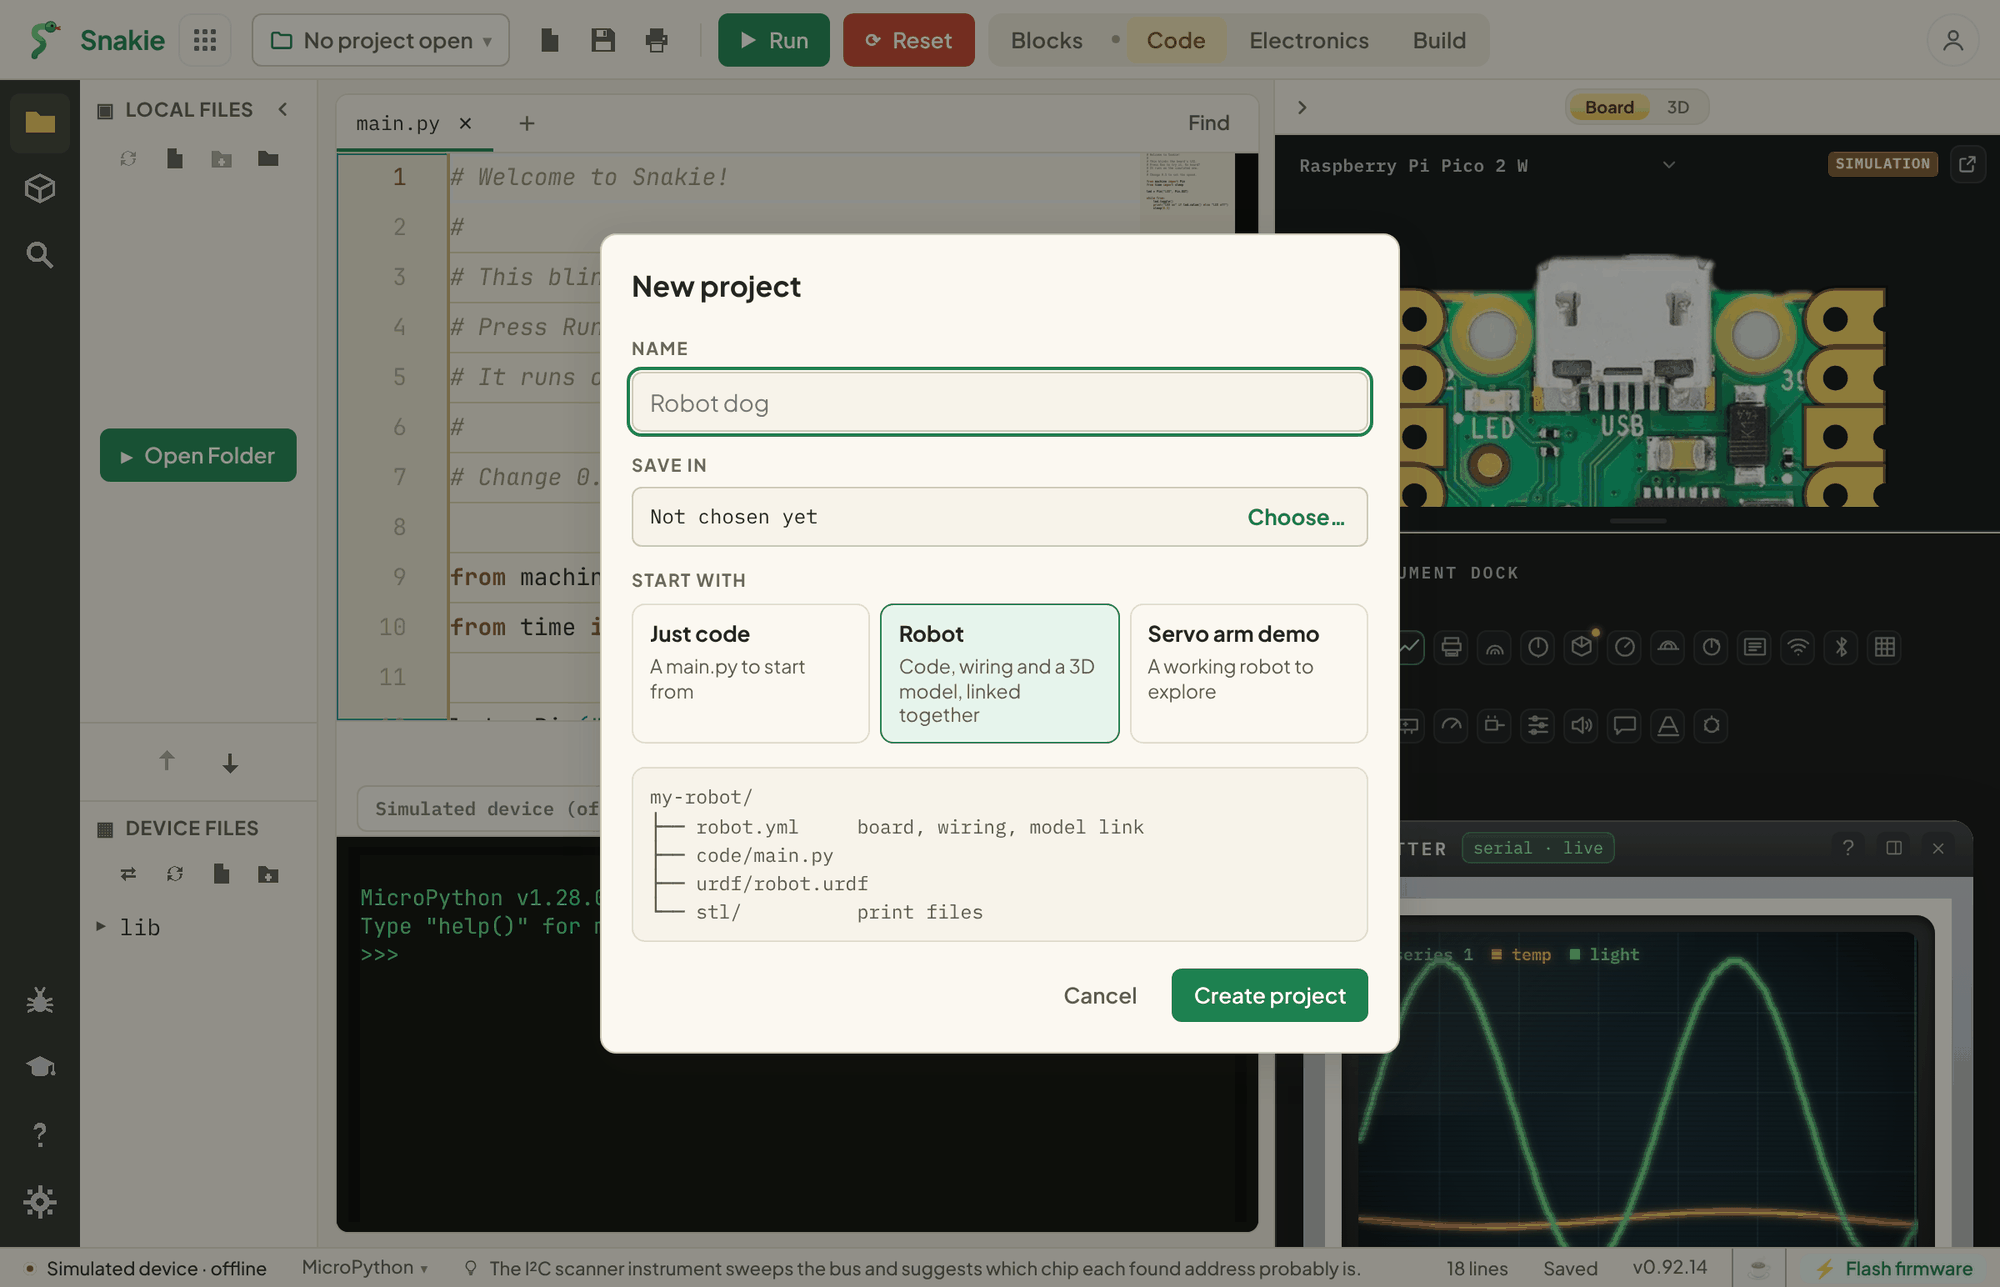 Snakie
No project open
Run
Reset
Blocks
Code
Electronics
Build
LOCAL FILES
Open Folder
DEVICE FILES
lib
main.py
Find
1 # Welcome to Snakie!
2 #
3 # This blin
4 # Press Run
5 # It runs
6 #
7 # Change 0.
8
9 from machin
10 from time i
11
Simulated device (of
MicroPython v1.28.0
Type "help()" for
>>>
Board
3D
Raspberry Pi Pico 2 W
SIMULATION
LED
USB
39
UMENT DOCK
TTER
serial · live
series 1
temp
light
New project
NAME
Robot dog
SAVE IN
Not chosen yet
Choose...
START WITH
Just code
A main.py to start
from
Robot
Code, wiring and a 3D
model, linked
together
Servo arm demo
A working robot to
explore
my-robot/
├── robot.yml board, wiring, model link
├── code/main.py
├── urdf/robot.urdf
└── stl/ print files
Cancel
Create project
Simulated device · offline
MicroPython
The I²C scanner instrument sweeps the bus and suggests which chip each found address probably is.
18 lines
Saved
v0.92.14
Flash firmware